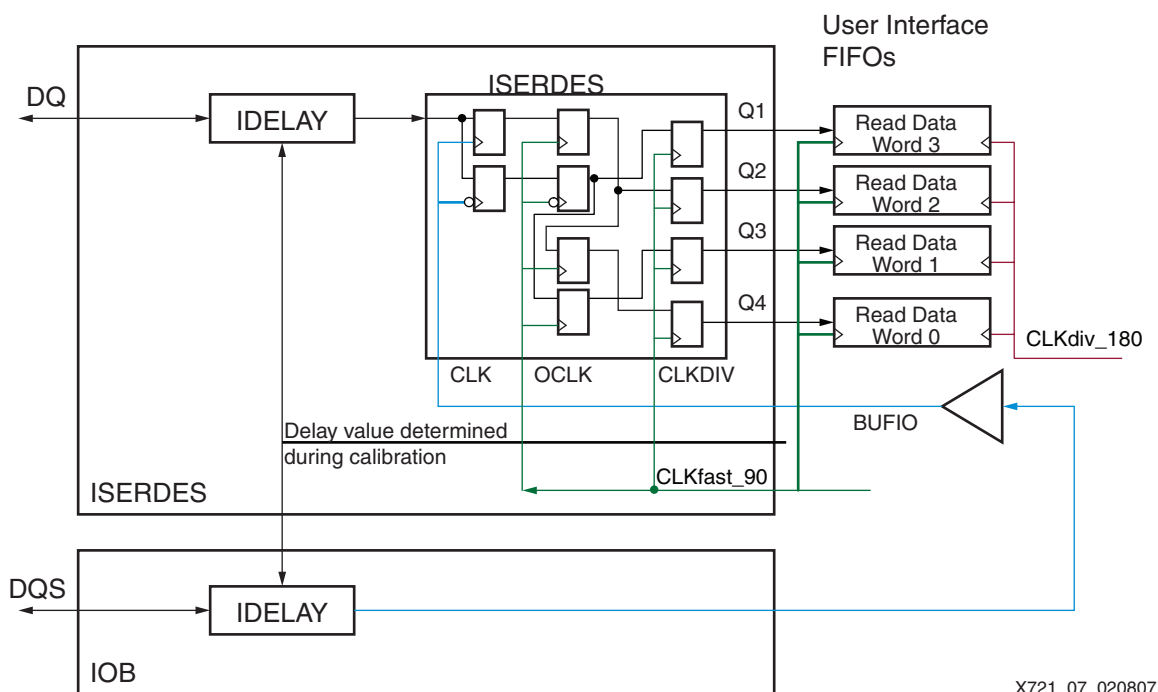 User Interface
FIFOs
ISERDES
DQ
IDELAY
Q1
Read Data
Word 3
Q2
Read Data
Word 2
Q3
Read Data
Word 1
Q4
Read Data
Word 0
CLKdiv_180
CLK
OCLK
CLKDIV
BUFIO
Delay value determined
during calibration
CLKfast_90
ISERDES
DQS
IDELAY
IOB
X721_07_020807